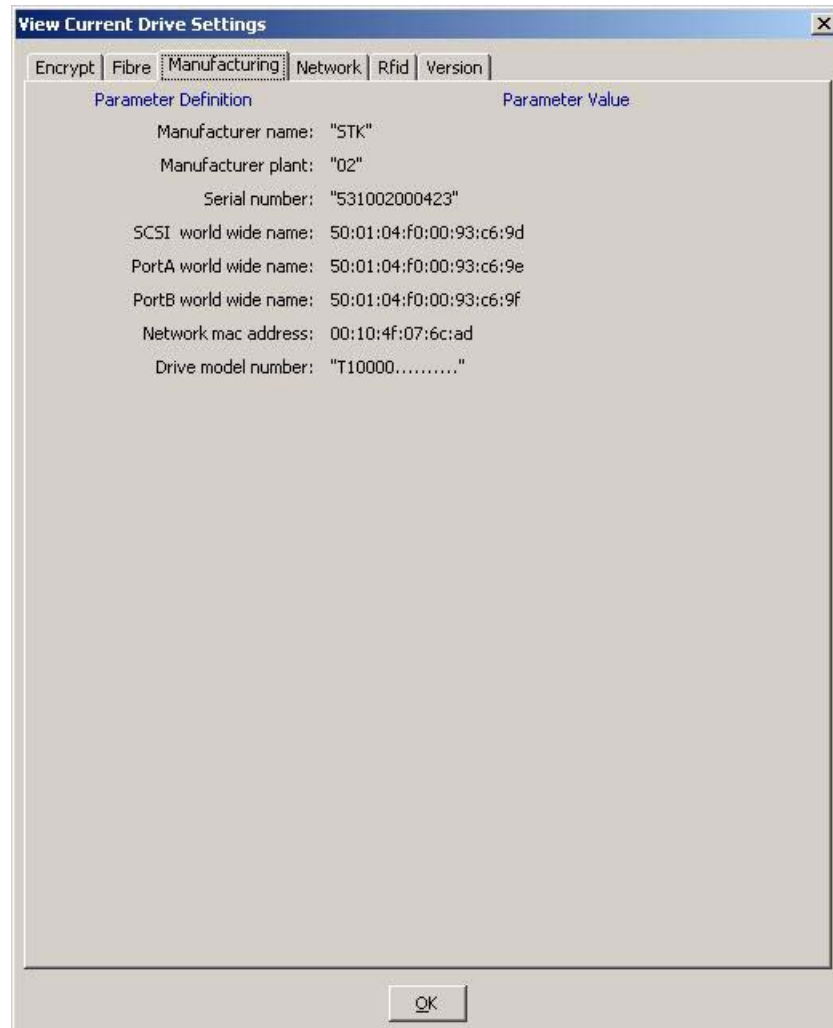 View Current Drive Settings
Encrypt Fibre Manufacturing Network Rfid Version
Parameter Definition Parameter Value
Manufacturer name: "STK"
Manufacturer plant: "02"
Serial number: "531002000423"
SCSI world wide name: 50:01:04:f0:00:93:c6:9d
PortA world wide name: 50:01:04:f0:00:93:c6:9e
PortB world wide name: 50:01:04:f0:00:93:c6:9f
Network mac address: 00:10:4f:07:6c:ad
Drive model number: "T10000.........."
OK